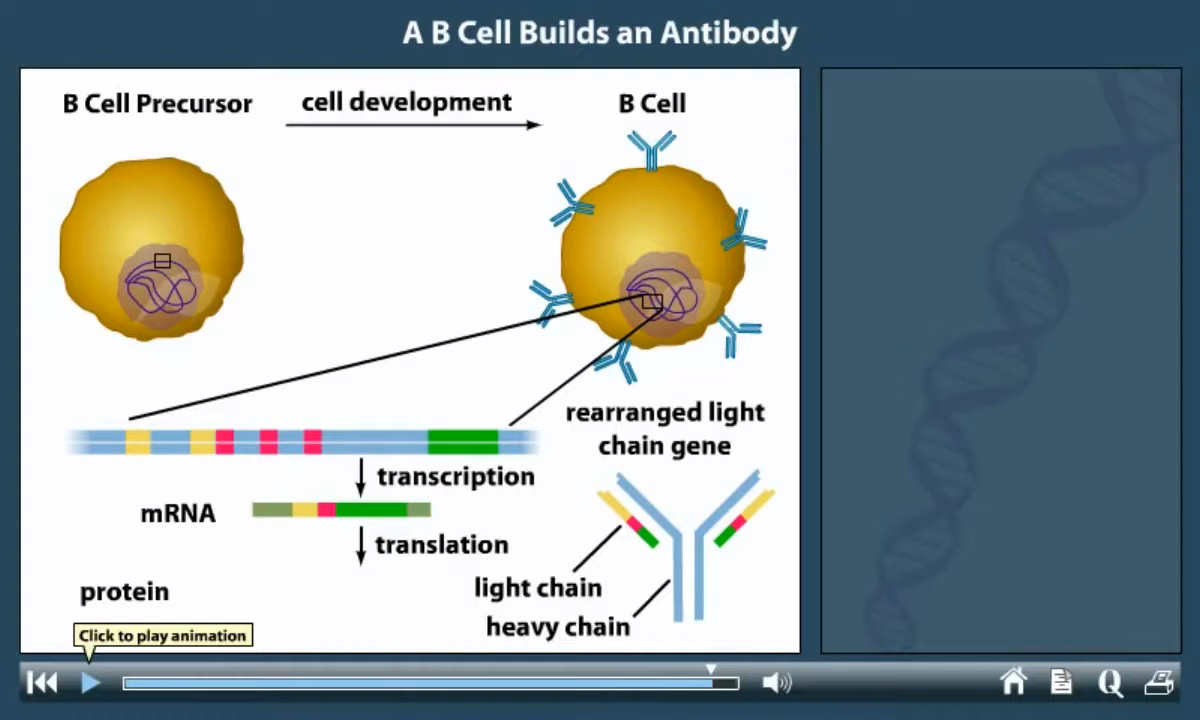 A B Cell Builds an Antibody
B Cell Precursor
cell development
B Cell
rearranged light
chain gene
transcription
mRNA
translation
protein
light chain
heavy chain
Click to play animation
Q